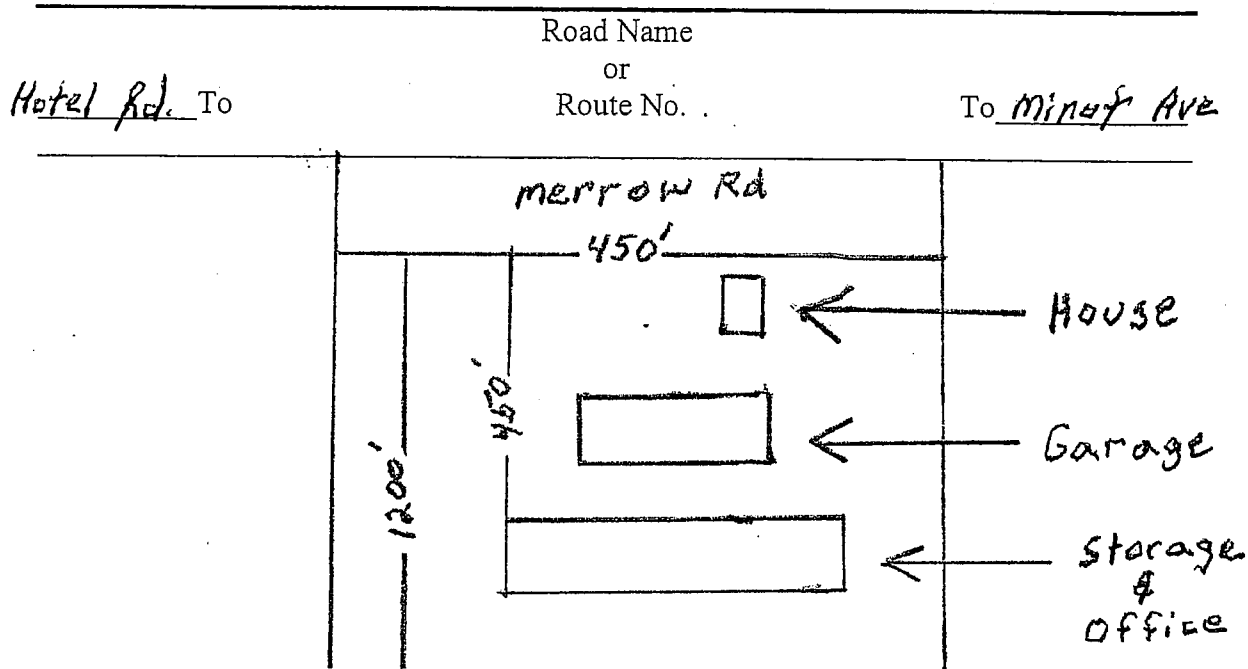 Road Name
or
Route No.
Hotel Rd. To
To Minot Ave
merrow Rd
450'
House
450'
1200'
Garage
Storage
&
Office